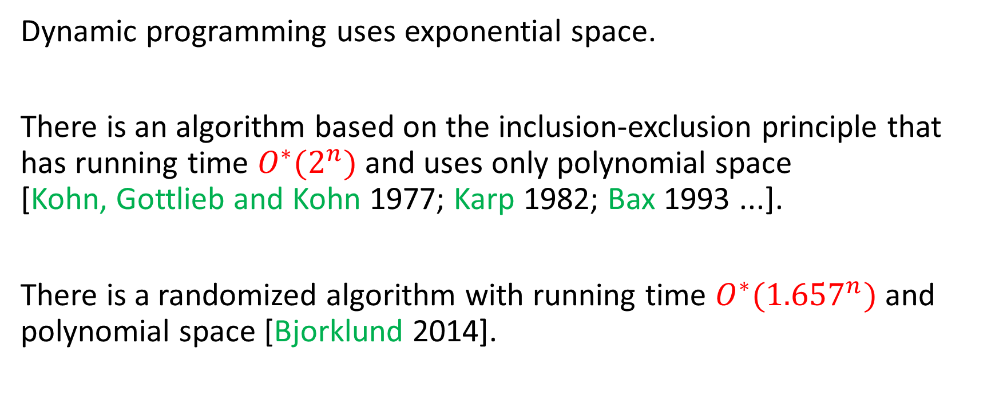 Dynamic programming uses exponential space.
There is an algorithm based on the inclusion-exclusion principle that
has running time O*(2ⁿ) and uses only polynomial space
[Kohn, Gottlieb and Kohn 1977; Karp 1982; Bax 1993 ...].
There is a randomized algorithm with running time O*(1.657ⁿ) and
polynomial space [Bjorklund 2014].